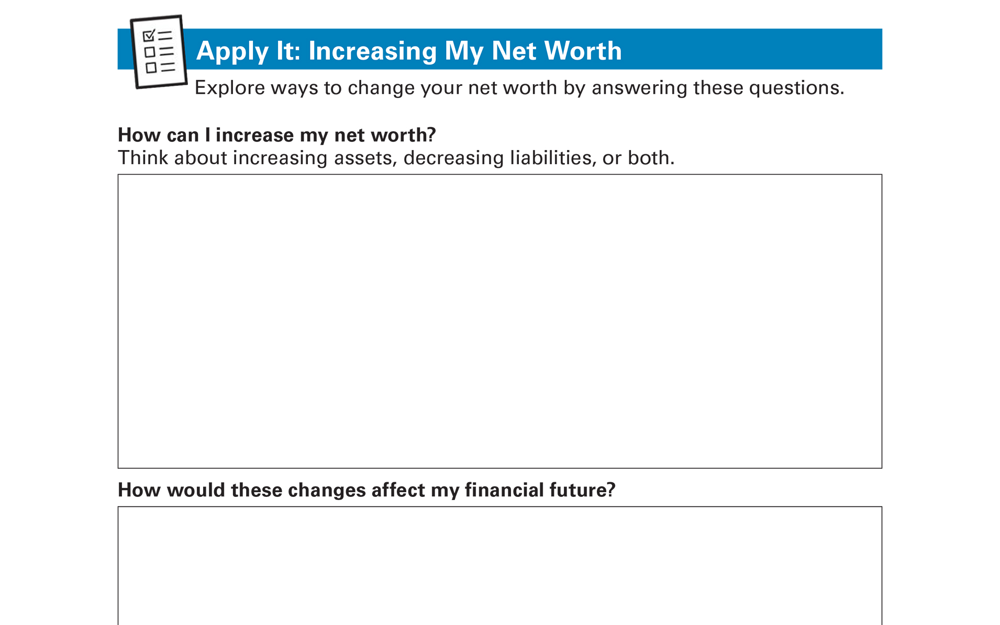 Apply It: Increasing My Net Worth
Explore ways to change your net worth by answering these questions.
How can I increase my net worth?
Think about increasing assets, decreasing liabilities, or both.
How would these changes affect my financial future?